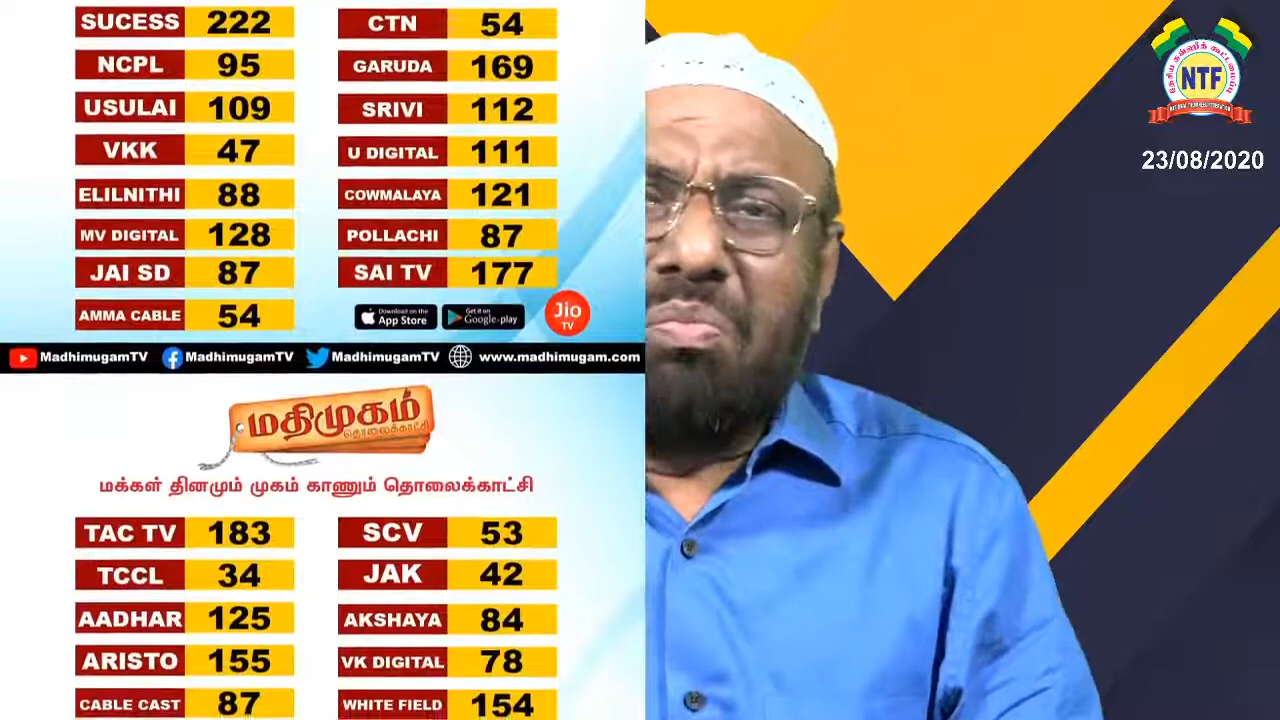 SUCESS 222
CTN 54
NCPL 95
GARUDA 169
USULAI 109
SRIVI 112
VKK 47
U DIGITAL 111
ELILNITHI 88
COWMALAYA 121
MV DIGITAL 128
POLLACHI 87
JAI SD 87
SAI TV 177
AMMA CABLE 54
Download on the App Store
Get it on Google play
Jio TV
MadhimugamTV MadhimugamTV MadhimugamTV www.madhimugam.com
மதிமுகம்
தொலைக்காட்சி
மக்கள் தினமும் முகம் காணும் தொலைக்காட்சி
TAC TV 183
SCV 53
TCCL 34
JAK 42
AADHAR 125
AKSHAYA 84
ARISTO 155
VK DIGITAL 78
CABLE CAST 87
WHITE FIELD 154
NTF
23/08/2020